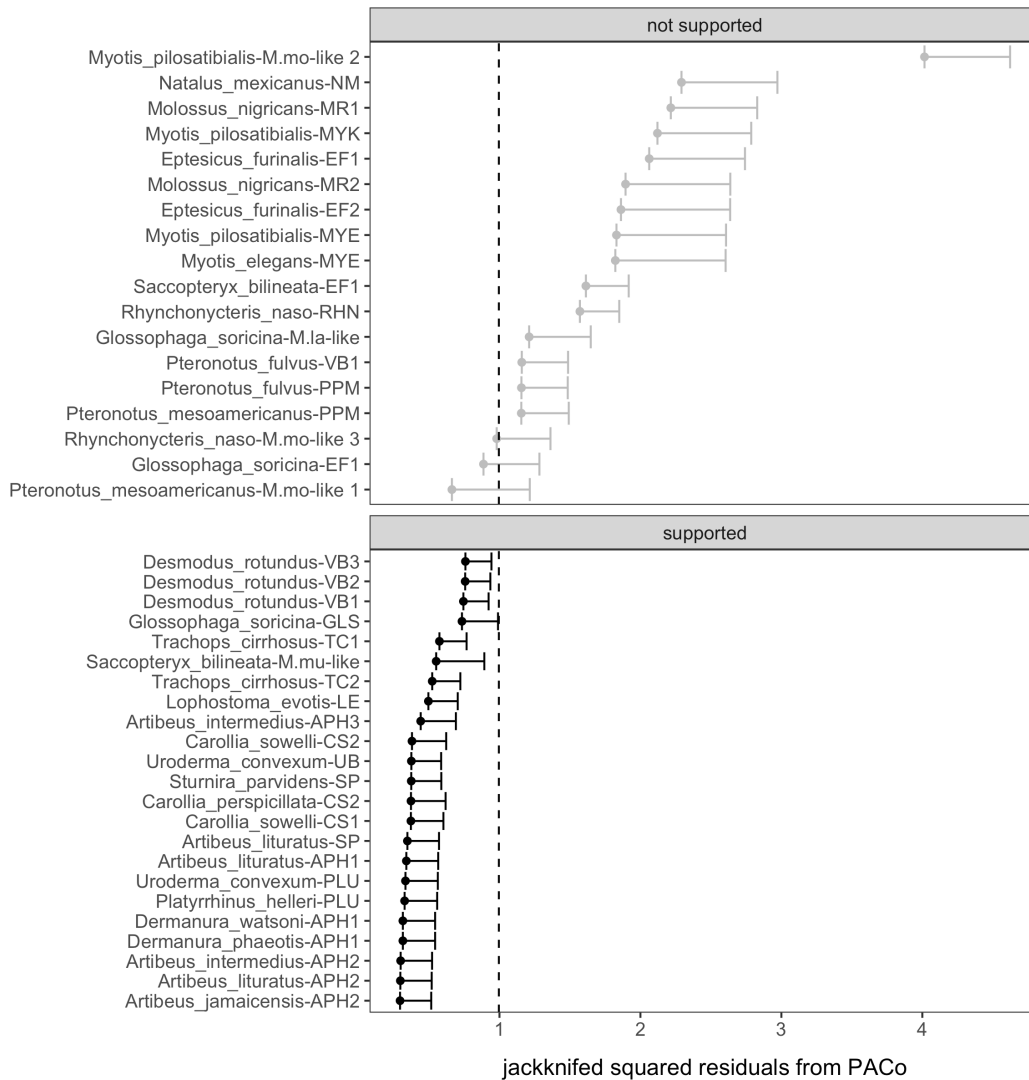 not supported
Myotis_pilosatibialis-M.mo-like 2
Natalus_mexicanus-NM
Molossus_nigricans-MR1
Myotis_pilosatibialis-MYK
Eptesicus_furinalis-EF1
Molossus_nigricans-MR2
Eptesicus_furinalis-EF2
Myotis_pilosatibialis-MYE
Myotis_elegans-MYE
Saccopteryx_bilineata-EF1
Rhynchonycteris_naso-RHN
Glossophaga_soricina-M.la-like
Pteronotus_fulvus-VB1
Pteronotus_fulvus-PPM
Pteronotus_mesoamericanus-PPM
Rhynchonycteris_naso-M.mo-like 3
Glossophaga_soricina-EF1
Pteronotus_mesoamericanus-M.mo-like 1
supported
Desmodus_rotundus-VB3
Desmodus_rotundus-VB2
Desmodus_rotundus-VB1
Glossophaga_soricina-GLS
Trachops_cirrhosus-TC1
Saccopteryx_bilineata-M.mu-like
Trachops_cirrhosus-TC2
Lophostoma_evotis-LE
Artibeus_intermedius-APH3
Carollia_sowelli-CS2
Uroderma_convexum-UB
Sturnira_parvidens-SP
Carollia_perspicillata-CS2
Carollia_sowelli-CS1
Artibeus_lituratus-SP
Artibeus_lituratus-APH1
Uroderma_convexum-PLU
Platyrrhinus_helleri-PLU
Dermanura_watsoni-APH1
Dermanura_phaeotis-APH1
Artibeus_intermedius-APH2
Artibeus_lituratus-APH2
Artibeus_jamaicensis-APH2
1 2 3 4
jackknifed squared residuals from PACo